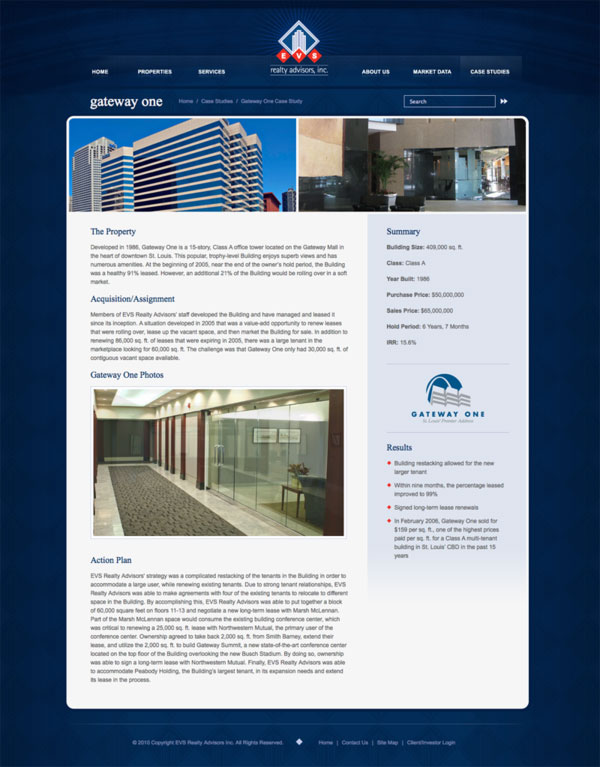 EVS
realty advisors, inc.
HOME PROPERTIES SERVICES ABOUT US MARKET DATA CASE STUDIES
gateway one Home / Case Studies / Gateway One Case Study Search
The Property
Developed in 1986, Gateway One is a 15-story, Class A office tower located on the Gateway Mall in
the heart of downtown St. Louis. This popular, trophy-level Building enjoys superb views and has
numerous amenities. At the beginning of 2005, near the end of the owner's hold period, the Building
was a healthy 91% leased. However, an additional 21% of the Building would be rolling over in a soft
market.
Acquisition/Assignment
Members of EVS Realty Advisors' staff developed the Building and have managed and leased it
since its inception. A situation developed in 2005 that was a value-add opportunity to renew leases
that were rolling over, lease up the vacant space, and then market the Building for sale. In addition to
renewing 86,000 sq. ft. of leases that were expiring in 2005, there was a large tenant in the
marketplace looking for 60,000 sq. ft. The challenge was that Gateway One only had 30,000 sq. ft. of
contiguous vacant space available.
Gateway One Photos
Action Plan
EVS Realty Advisors' strategy was a complicated restacking of the tenants in the Building in order to
accommodate a large user, while renewing existing tenants. Due to strong tenant relationships, EVS
Realty Advisors was able to make agreements with four of the existing tenants to relocate to different
space in the Building. By accomplishing this, EVS Realty Advisors was able to put together a block
of 60,000 square feet on floors 11-13 and negotiate a new long-term lease with Marsh McLennan.
Part of the Marsh McLennan space would consume the existing building conference center, which
was critical to renewing a 25,000 sq. ft. lease with Northwestern Mutual, the primary user of the
conference center. Ownership agreed to take back 2,000 sq. ft. from Smith Barney, extend their
lease, and utilize the 2,000 sq. ft. to build Gateway Summit, a new state-of-the-art conference center
located on the top floor of the Building overlooking the new Busch Stadium. By doing so, ownership
was able to sign a long-term lease with Northwestern Mutual. Finally, EVS Realty Advisors was able
to accommodate Peabody Holding, the Building's largest tenant, in its expansion needs and extend
its lease in the process.
Summary
Building Size: 409,000 sq. ft.
Class: Class A
Year Built: 1986
Purchase Price: $50,000,000
Sales Price: $65,000,000
Hold Period: 6 Years, 7 Months
IRR: 15.6%
GATEWAY ONE
St. Louis' Premier Address
Results
Building restacking allowed for the new
larger tenant
Within nine months, the percentage leased
improved to 99%
Signed long-term lease renewals
In February 2006, Gateway One sold for
$159 per sq. ft., one of the highest prices
paid per sq. ft. for a Class A multi-tenant
building in St. Louis' CBD in the past 15
years
© 2010 Copyright EVS Realty Advisors Inc. All Rights Reserved. Home | Contact Us | Site Map | Client/Investor Login